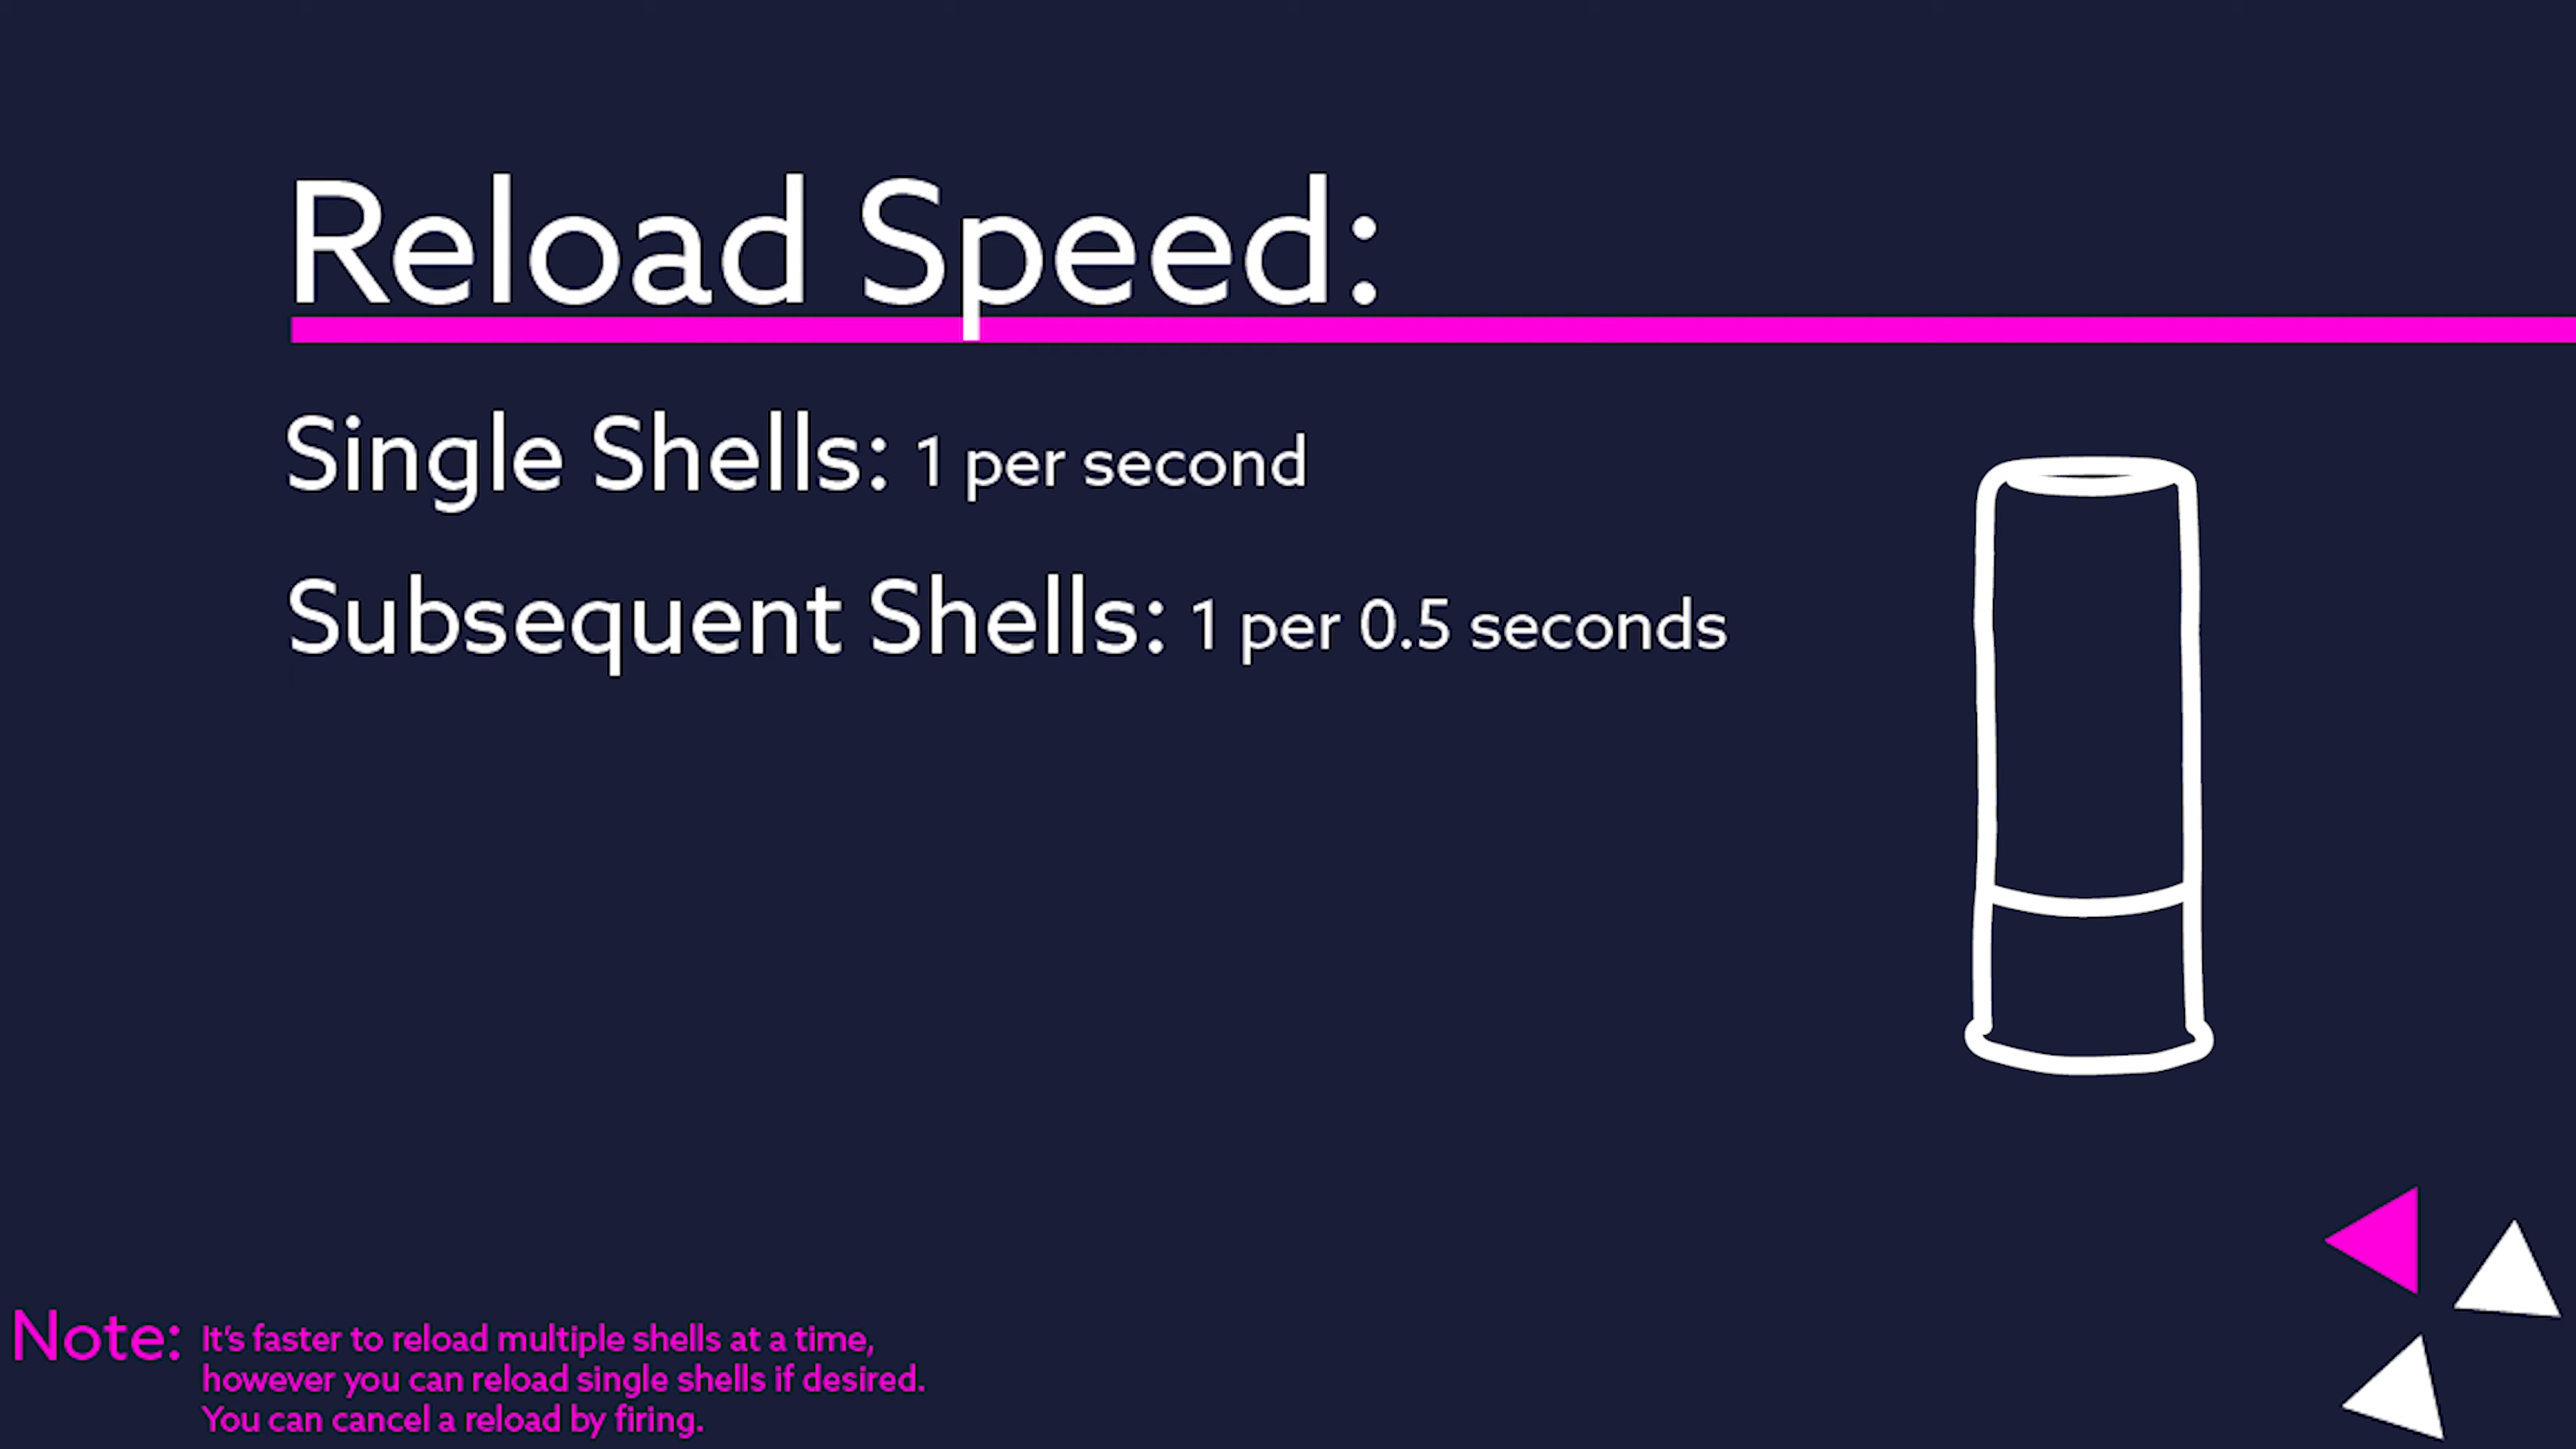 Reload Speed:
Single Shells: 1 per second
Subsequent Shells: 1 per 0.5 seconds
Note: It's faster to reload multiple shells at a time,
however you can reload single shells if desired.
You can cancel a reload by firing.